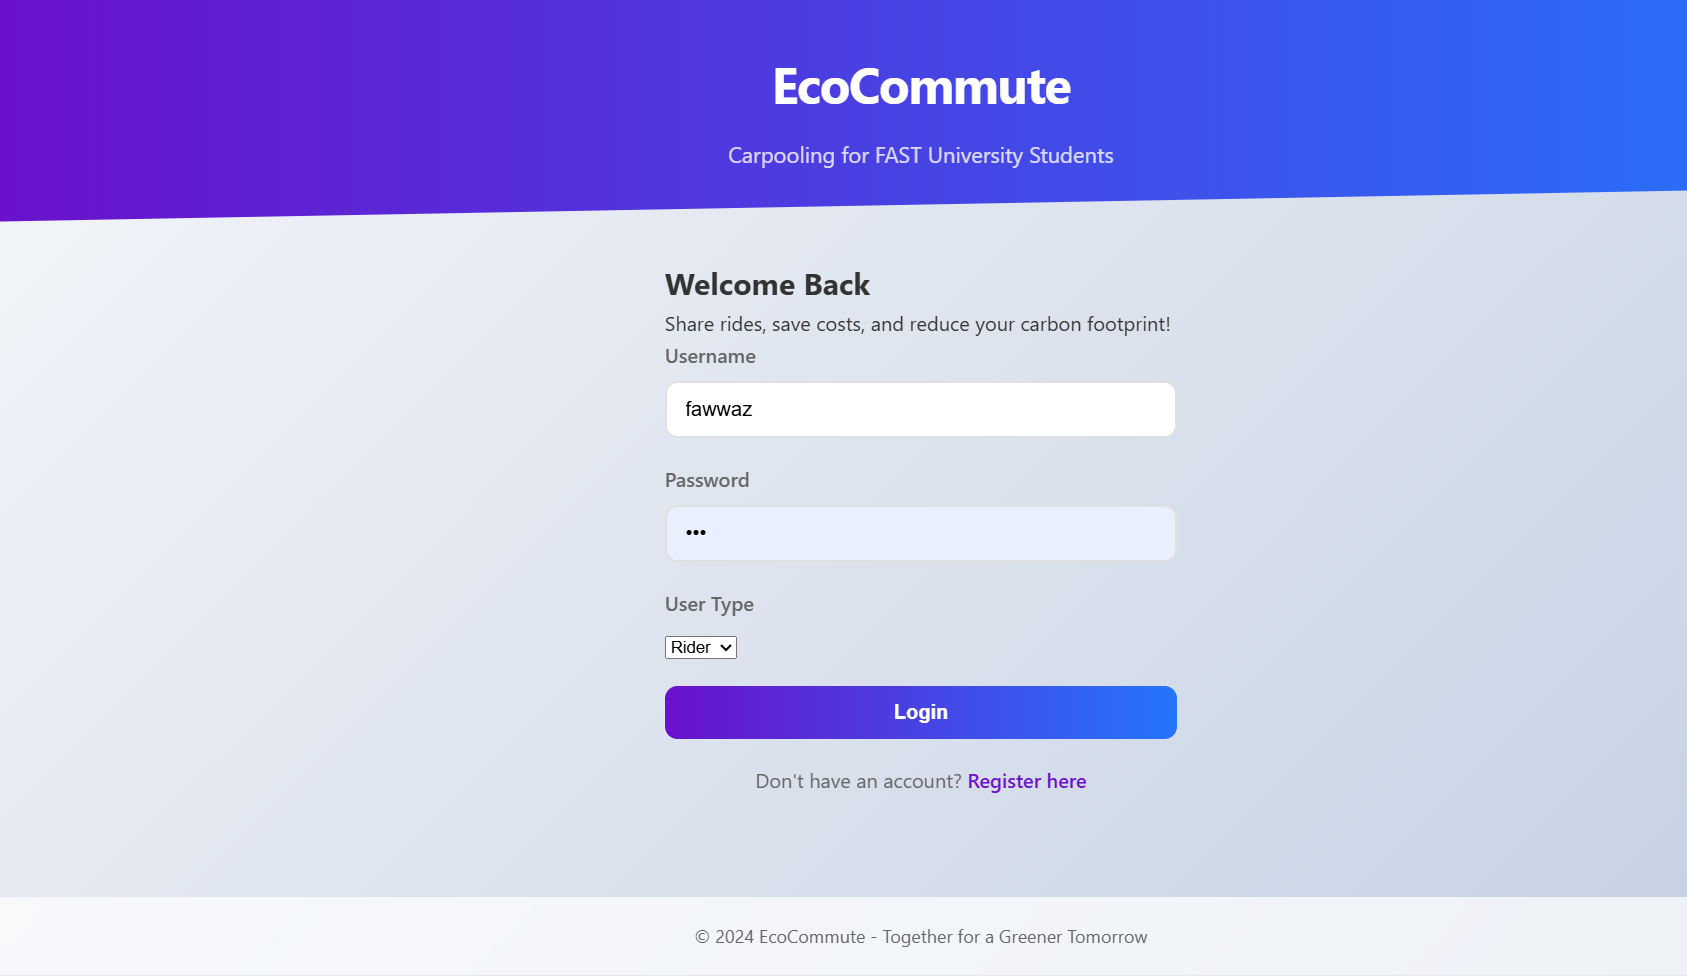 EcoCommute
Carpooling for FAST University Students
Welcome Back
Share rides, save costs, and reduce your carbon footprint!
Username
fawwaz
Password
•••
User Type
Rider
Login
Don't have an account? Register here
© 2024 EcoCommute - Together for a Greener Tomorrow